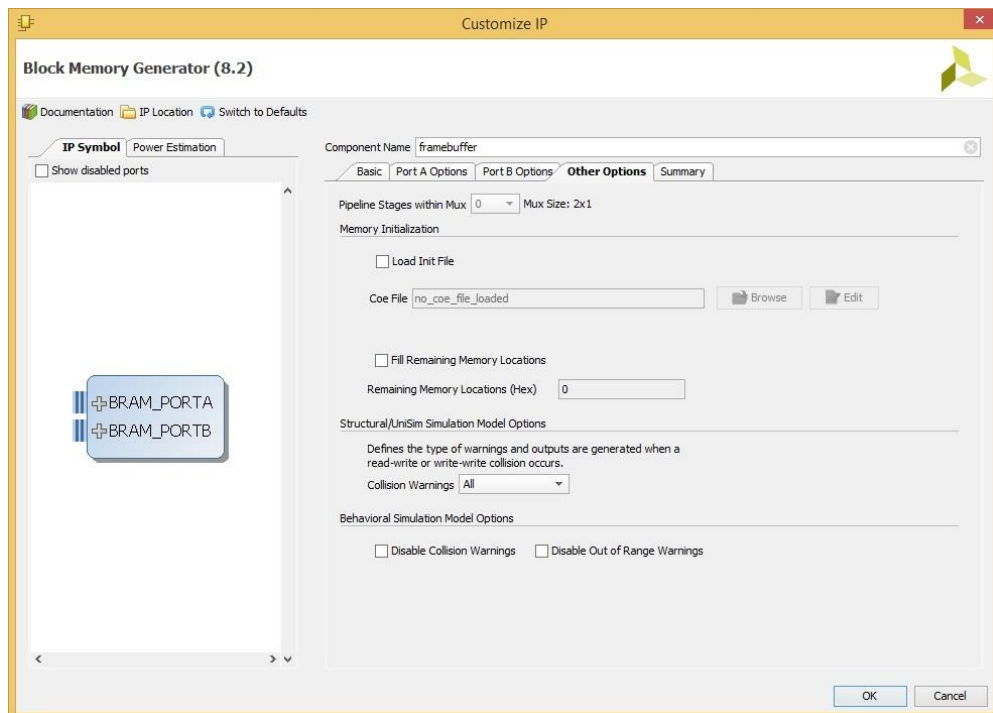 Customize IP
Block Memory Generator (8.2)
Documentation IP Location Switch to Defaults
IP Symbol Power Estimation
Show disabled ports
BRAM_PORTA
BRAM_PORTB
Component Name framebuffer
Basic Port A Options Port B Options Other Options Summary
Pipeline Stages within Mux 0 Mux Size: 2x1
Memory Initialization
Load Init File
Coe File no_coe_file_loaded Browse Edit
Fill Remaining Memory Locations
Remaining Memory Locations (Hex) 0
Structural/UniSim Simulation Model Options
Defines the type of warnings and outputs are generated when a
read-write or write-write collision occurs.
Collision Warnings All
Behavioral Simulation Model Options
Disable Collision Warnings Disable Out of Range Warnings
OK Cancel